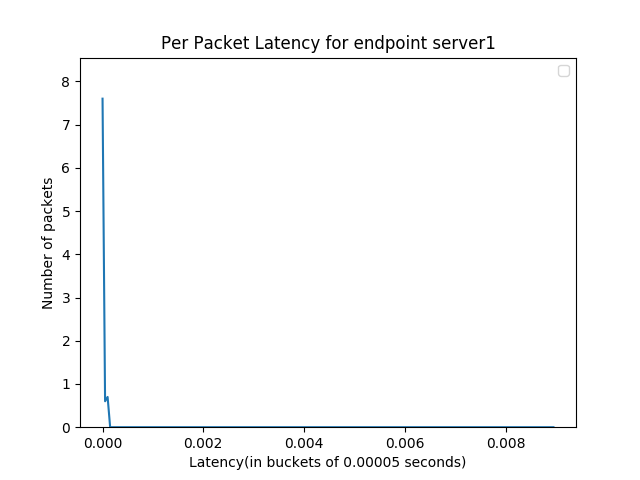 Per Packet Latency for endpoint server1
8
7
6
5
4
3
2
1
0
Number of packets
0.000 0.002 0.004 0.006 0.008
Latency(in buckets of 0.00005 seconds)